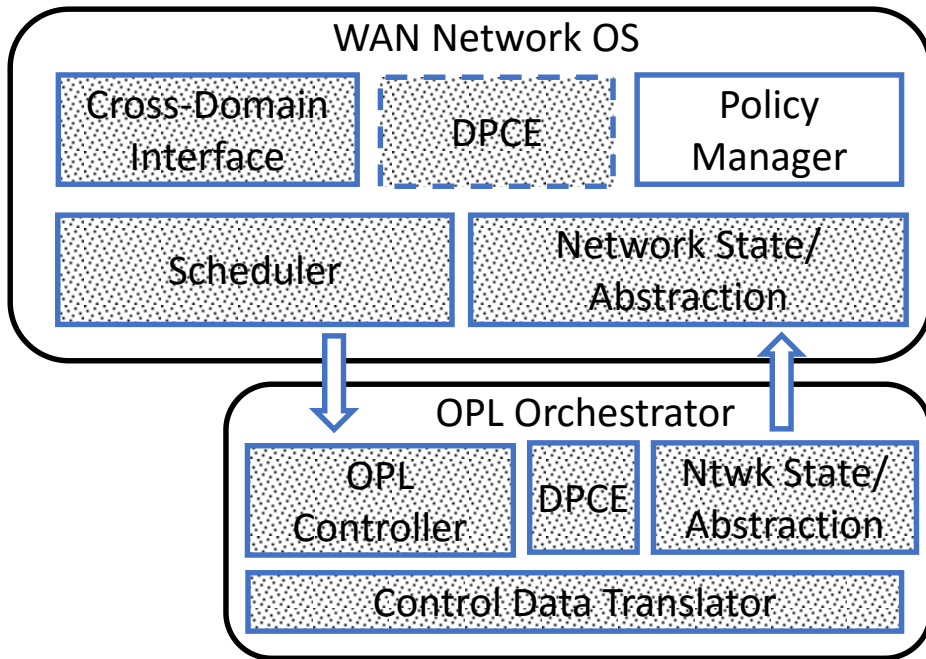 WAN Network OS
Cross-Domain
Interface
DPCE
Policy
Manager
Scheduler
Network State/
Abstraction
OPL Orchestrator
OPL
Controller
DPCE
Ntwk State/
Abstraction
Control Data Translator